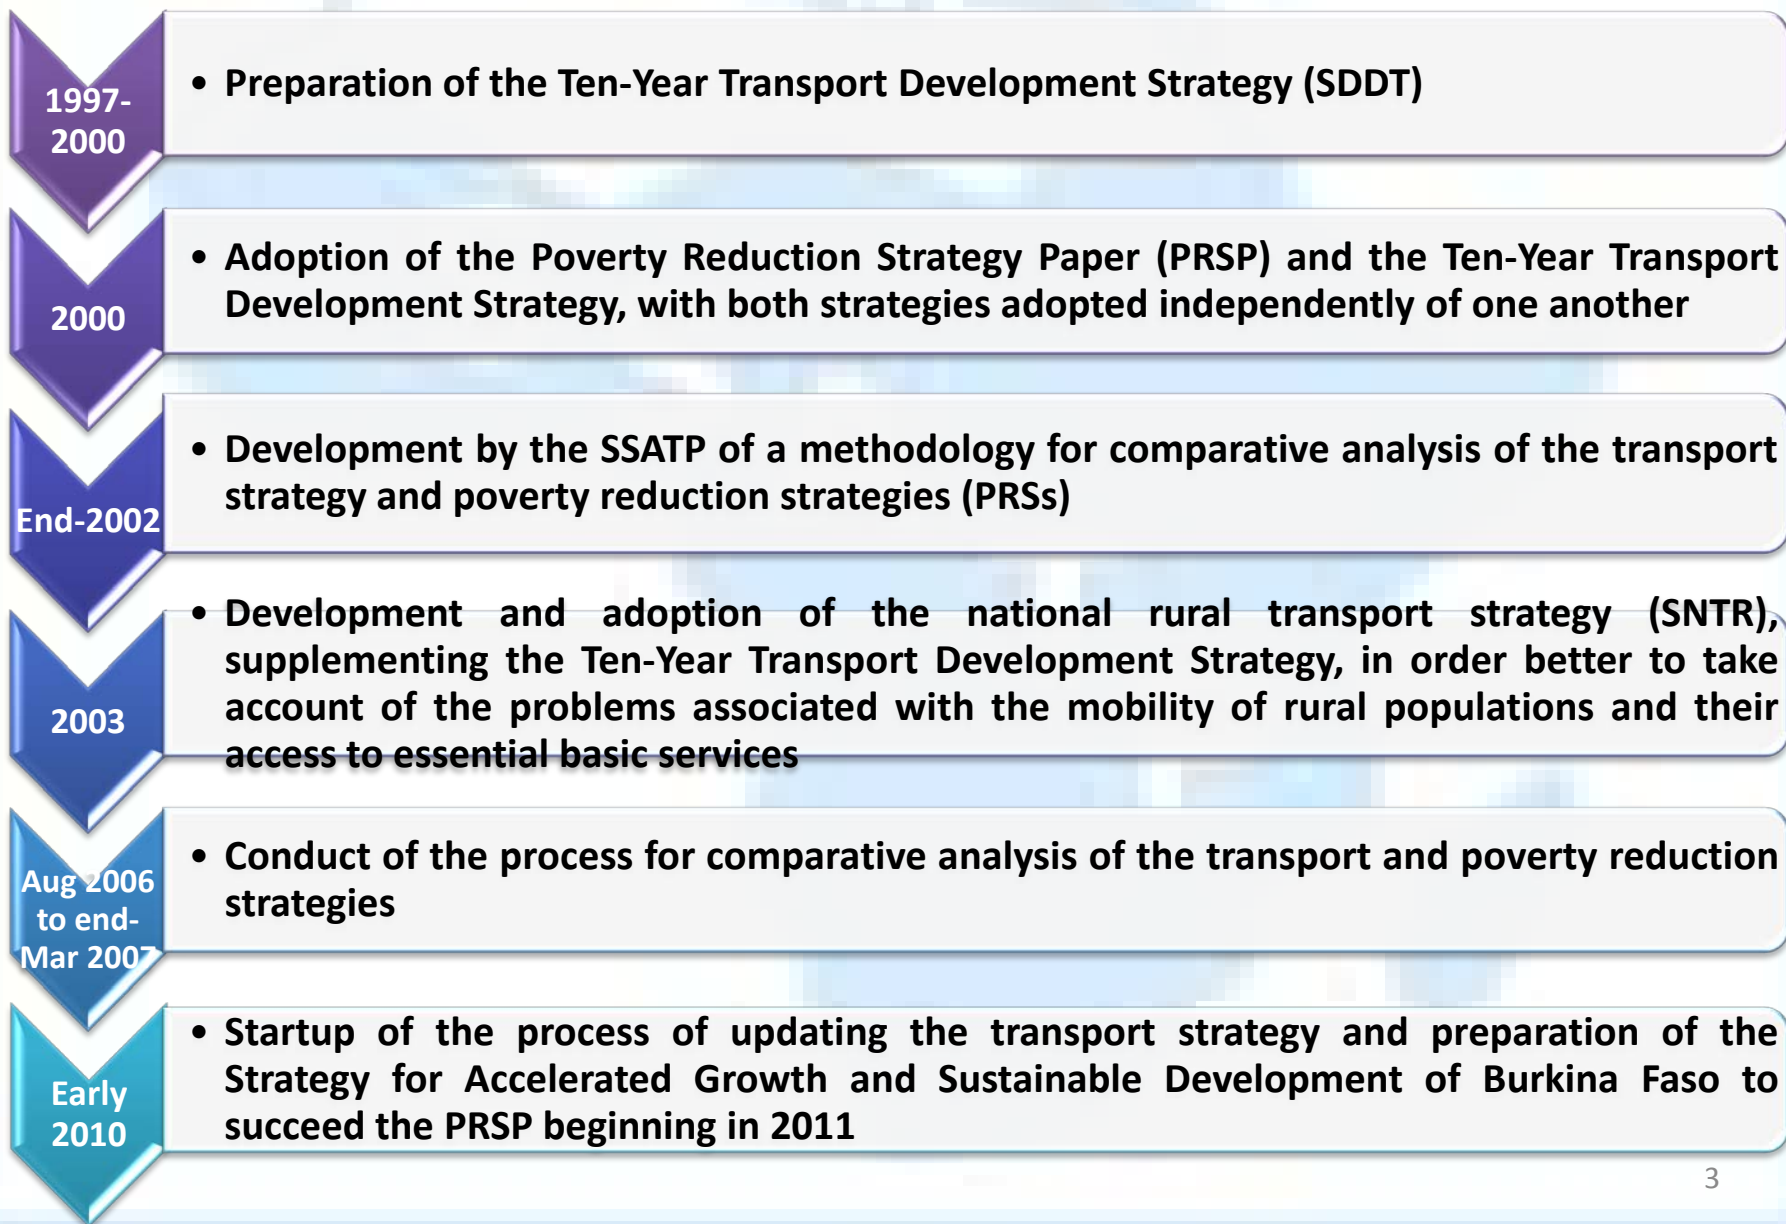 1997-
2000
• Preparation of the Ten-Year Transport Development Strategy (SDDT)
2000
• Adoption of the Poverty Reduction Strategy Paper (PRSP) and the Ten-Year Transport
Development Strategy, with both strategies adopted independently of one another
End-2002
• Development by the SSATP of a methodology for comparative analysis of the transport
strategy and poverty reduction strategies (PRSs)
2003
• Development and adoption of the national rural transport strategy (SNTR),
supplementing the Ten-Year Transport Development Strategy, in order better to take
account of the problems associated with the mobility of rural populations and their
access to essential basic services
Aug 2006
to end-
Mar 2007
• Conduct of the process for comparative analysis of the transport and poverty reduction
strategies
Early
2010
• Startup of the process of updating the transport strategy and preparation of the
Strategy for Accelerated Growth and Sustainable Development of Burkina Faso to
succeed the PRSP beginning in 2011
3